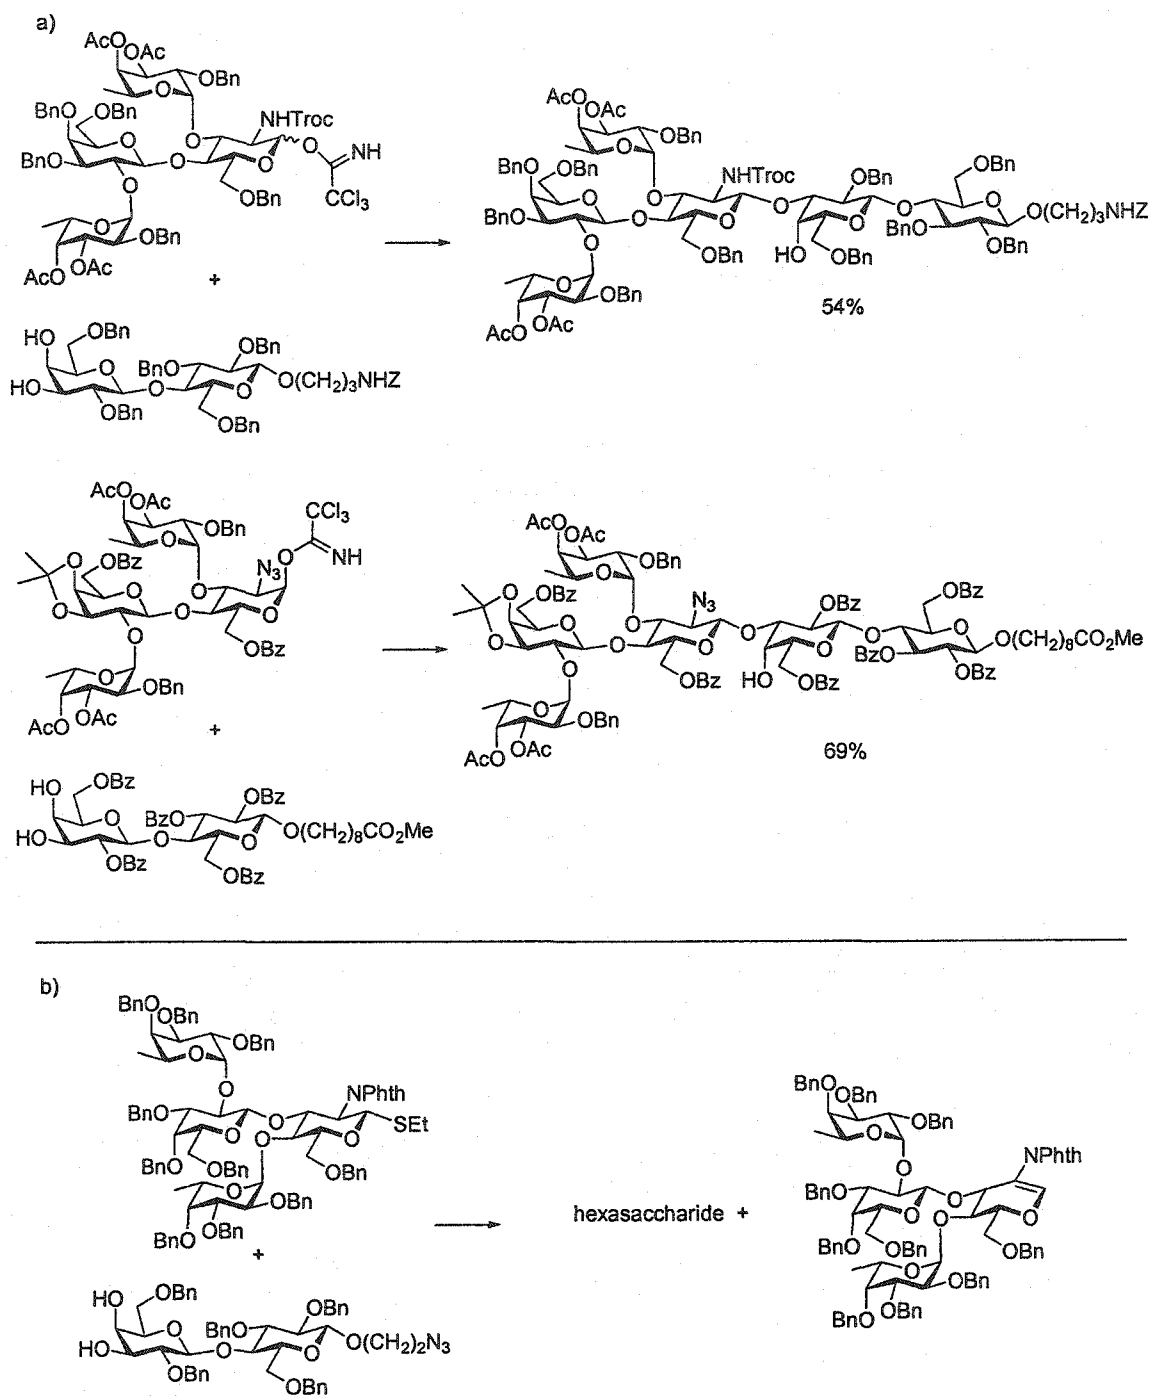 a)
AcO
OAc
OBn
O
BnO
OBn
NHTroc
O
O
O
NH
BnO
O
O
OBn
CCl3
O
O
OBn
AcO
OAc
+
HO
OBn
OBn
O
BnO
HO
O
O
O(CH2)3NHZ
OBn
OBn
AcO
OAc
OBn
O
BnO
OBn
NHTroc
OBn
OBn
O
O
O
O
O
O
O(CH2)3NHZ
BnO
O
O
O
BnO
OBn
OBn
HO
OBn
O
OBn
AcO
OAc
54%
AcO
OAc
CCl3
OBn
O
O
NH
O
OBz
N3
O
O
O
O
O
O
OBz
O
OBn
AcO
OAc
+
HO
OBz
OBz
O
BzO
HO
O
O
O(CH2)8CO2Me
OBz
OBz
AcO
OAc
OBn
O
O
OBz
N3
OBz
OBz
O
O
O
O
O
O
O
O(CH2)8CO2Me
O
O
O
BzO
OBz
OBz
HO
OBz
O
OBn
AcO
OAc
69%
b)
BnO
OBn
OBn
O
O
NPhth
BnO
O
O
O
O
SEt
BnO
OBn
OBn
O
OBn
BnO
OBn
+
HO
OBn
OBn
O
BnO
HO
O
O
O(CH2)2N3
OBn
OBn
hexasaccharide +
BnO
OBn
OBn
O
O
NPhth
BnO
O
O
O
O
BnO
OBn
OBn
O
OBn
BnO
OBn